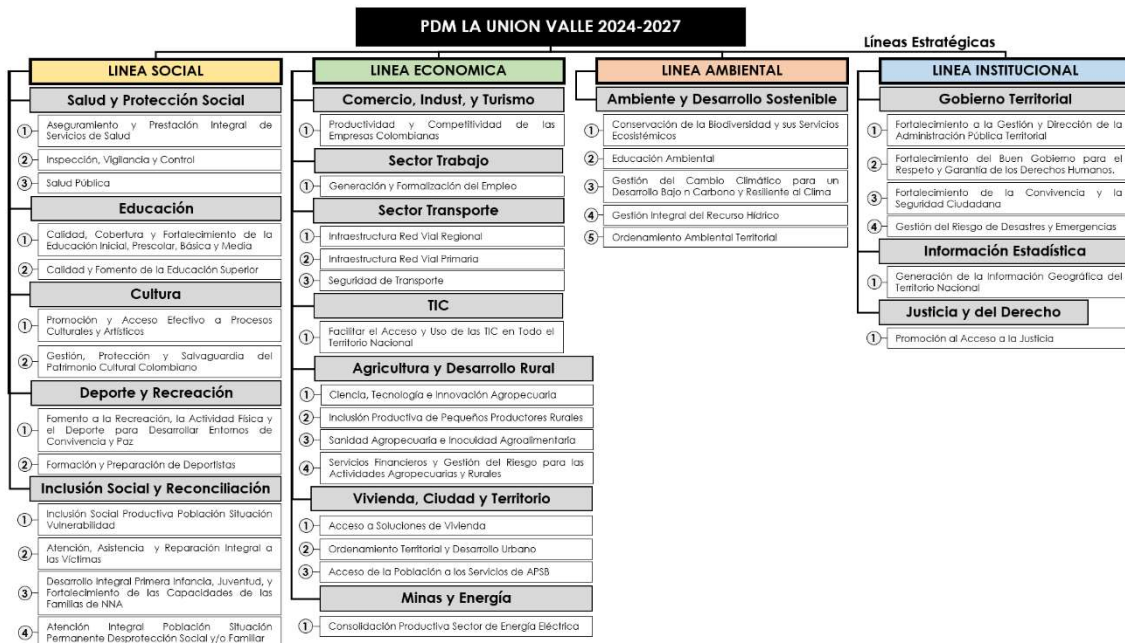 PDM LA UNION VALLE 2024-2027
Líneas Estratégicas
LINEA SOCIAL
Salud y Protección Social
1 Aseguramiento y Prestación Integral de
Servicios de Salud
2 Inspección, Vigilancia y Control
3 Salud Pública
Educación
1 Calidad, Cobertura y Fortalecimiento de la
Educación Inicial, Prescolar, Básica y Media
2 Calidad y Fomento de la Educación Superior
Cultura
1 Promoción y Acceso Efectivo a Procesos
Culturales y Artísticos
2 Gestión, Protección y Salvaguardia del
Patrimonio Cultural Colombiano
Deporte y Recreación
1 Fomento a la Recreación, la Actividad Física y
el Deporte para Desarrollar Entornos de
Convivencia y Paz
2 Formación y Preparación de Deportistas
Inclusión Social y Reconciliación
1 Inclusión Social Productiva Población Situación
Vulnerabilidad
2 Atención, Asistencia y Reparación Integral a
las Víctimas
3 Desarrollo Integral Primera Infancia, Juventud, y
Fortalecimiento de las Capacidades de las
Familias de NNA
4 Atención Integral Población Situación
Permanente Desprotección Social y/o Familiar
LINEA ECONOMICA
Comercio, Indust, y Turismo
1 Productividad y Competitividad de las
Empresas Colombianas
Sector Trabajo
1 Generación y Formalización del Empleo
Sector Transporte
1 Infraestructura Red Vial Regional
2 Infraestructura Red Vial Primaria
3 Seguridad de Transporte
TIC
1 Facilitar el Acceso y Uso de las TIC en Todo el
Territorio Nacional
Agricultura y Desarrollo Rural
1 Ciencia, Tecnología e Innovación Agropecuaria
2 Inclusión Productiva de Pequeños Productores Rurales
3 Sanidad Agropecuaria e Inocuidad Agroalimentaria
4 Servicios Financieros y Gestión del Riesgo para las
Actividades Agropecuarias y Rurales
Vivienda, Ciudad y Territorio
1 Acceso a Soluciones de Vivienda
2 Ordenamiento Territorial y Desarrollo Urbano
3 Acceso de la Población a los Servicios de APSB
Minas y Energía
1 Consolidación Productiva Sector de Energía Eléctrica
LINEA AMBIENTAL
Ambiente y Desarrollo Sostenible
1 Conservación de la Biodiversidad y sus Servicios
Ecosistémicos
2 Educación Ambiental
3 Gestión del Cambio Climático para un
Desarrollo Bajo n Carbono y Resiliente al Clima
4 Gestión Integral del Recurso Hídrico
5 Ordenamiento Ambiental Territorial
LINEA INSTITUCIONAL
Gobierno Territorial
1 Fortalecimiento a la Gestión y Dirección de la
Administración Pública Territorial
2 Fortalecimiento del Buen Gobierno para el
Respeto y Garantía de los Derechos Humanos.
3 Fortalecimiento de la Convivencia y la
Seguridad Ciudadana
4 Gestión del Riesgo de Desastres y Emergencias
Información Estadística
1 Generación de la Información Geográfica del
Territorio Nacional
Justicia y del Derecho
1 Promoción al Acceso a la Justicia